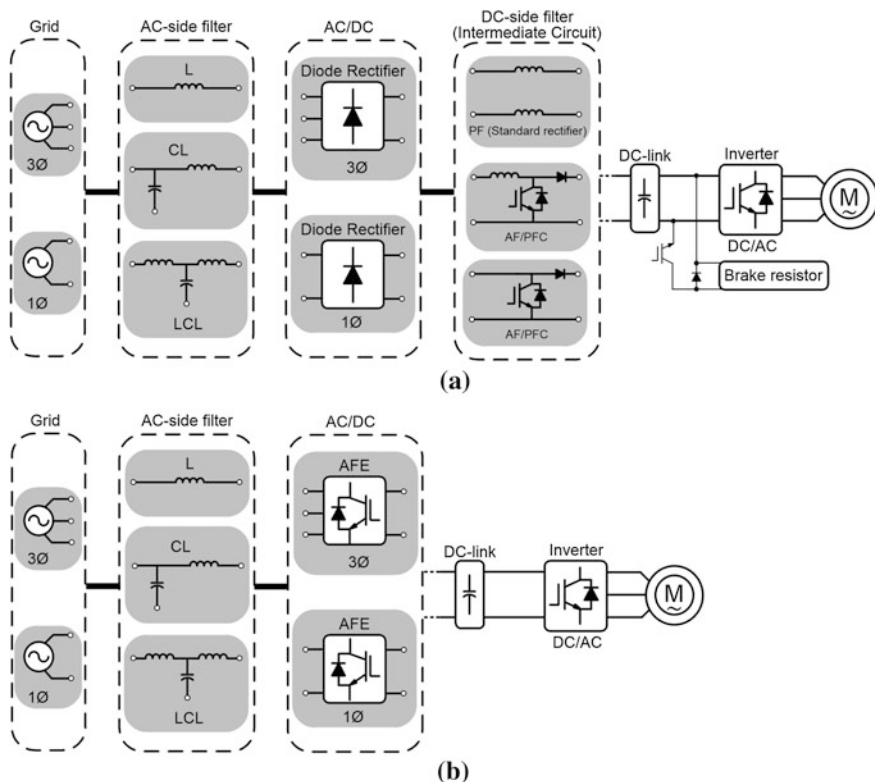 Grid
AC-side filter
AC/DC
DC-side filter
(Intermediate Circuit)
3Ø
1Ø
L
CL
LCL
Diode Rectifier
3Ø
Diode Rectifier
1Ø
PF (Standard rectifier)
AF/PFC
AF/PFC
DC-link
Inverter
DC/AC
M
~
Brake resistor
(a)
Grid
AC-side filter
AC/DC
3Ø
1Ø
L
CL
LCL
AFE
3Ø
AFE
1Ø
DC-link
Inverter
DC/AC
M
~
(b)